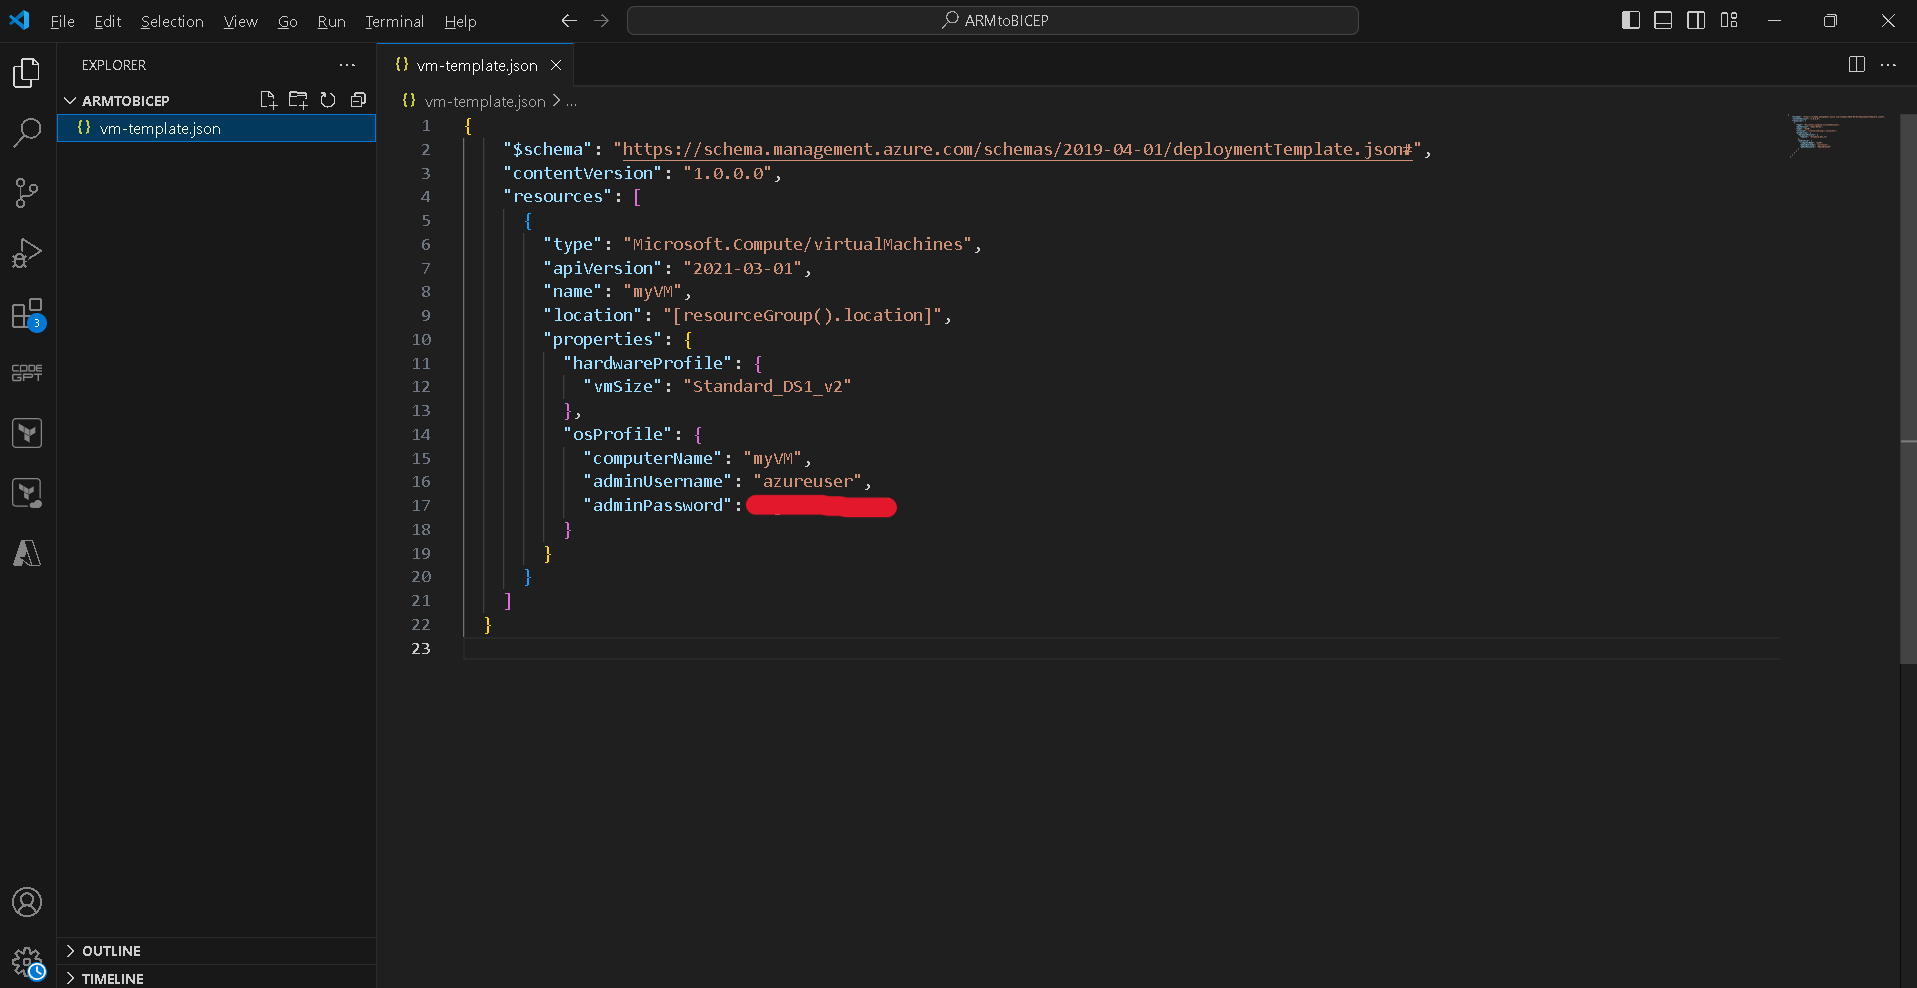 File Edit Selection View Go Run Terminal Help
ARMtoBICEP
EXPLORER
ARMTOBICEP
vm-template.json
3
CODE
GPT
OUTLINE
TIMELINE
{} vm-template.json
{} vm-template.json > ...
1 {
2 "$schema": "https://schema.management.azure.com/schemas/2019-04-01/deploymentTemplate.json#",
3 "contentVersion": "1.0.0.0",
4 "resources": [
5 {
6 "type": "Microsoft.Compute/virtualMachines",
7 "apiVersion": "2021-03-01",
8 "name": "myVM",
9 "location": "[resourceGroup().location]",
10 "properties": {
11 "hardwareProfile": {
12 "vmSize": "Standard_DS1_v2"
13 },
14 "osProfile": {
15 "computerName": "myVM",
16 "adminUsername": "azureuser",
17 "adminPassword":
18 }
19 }
20 }
21 ]
22 }
23